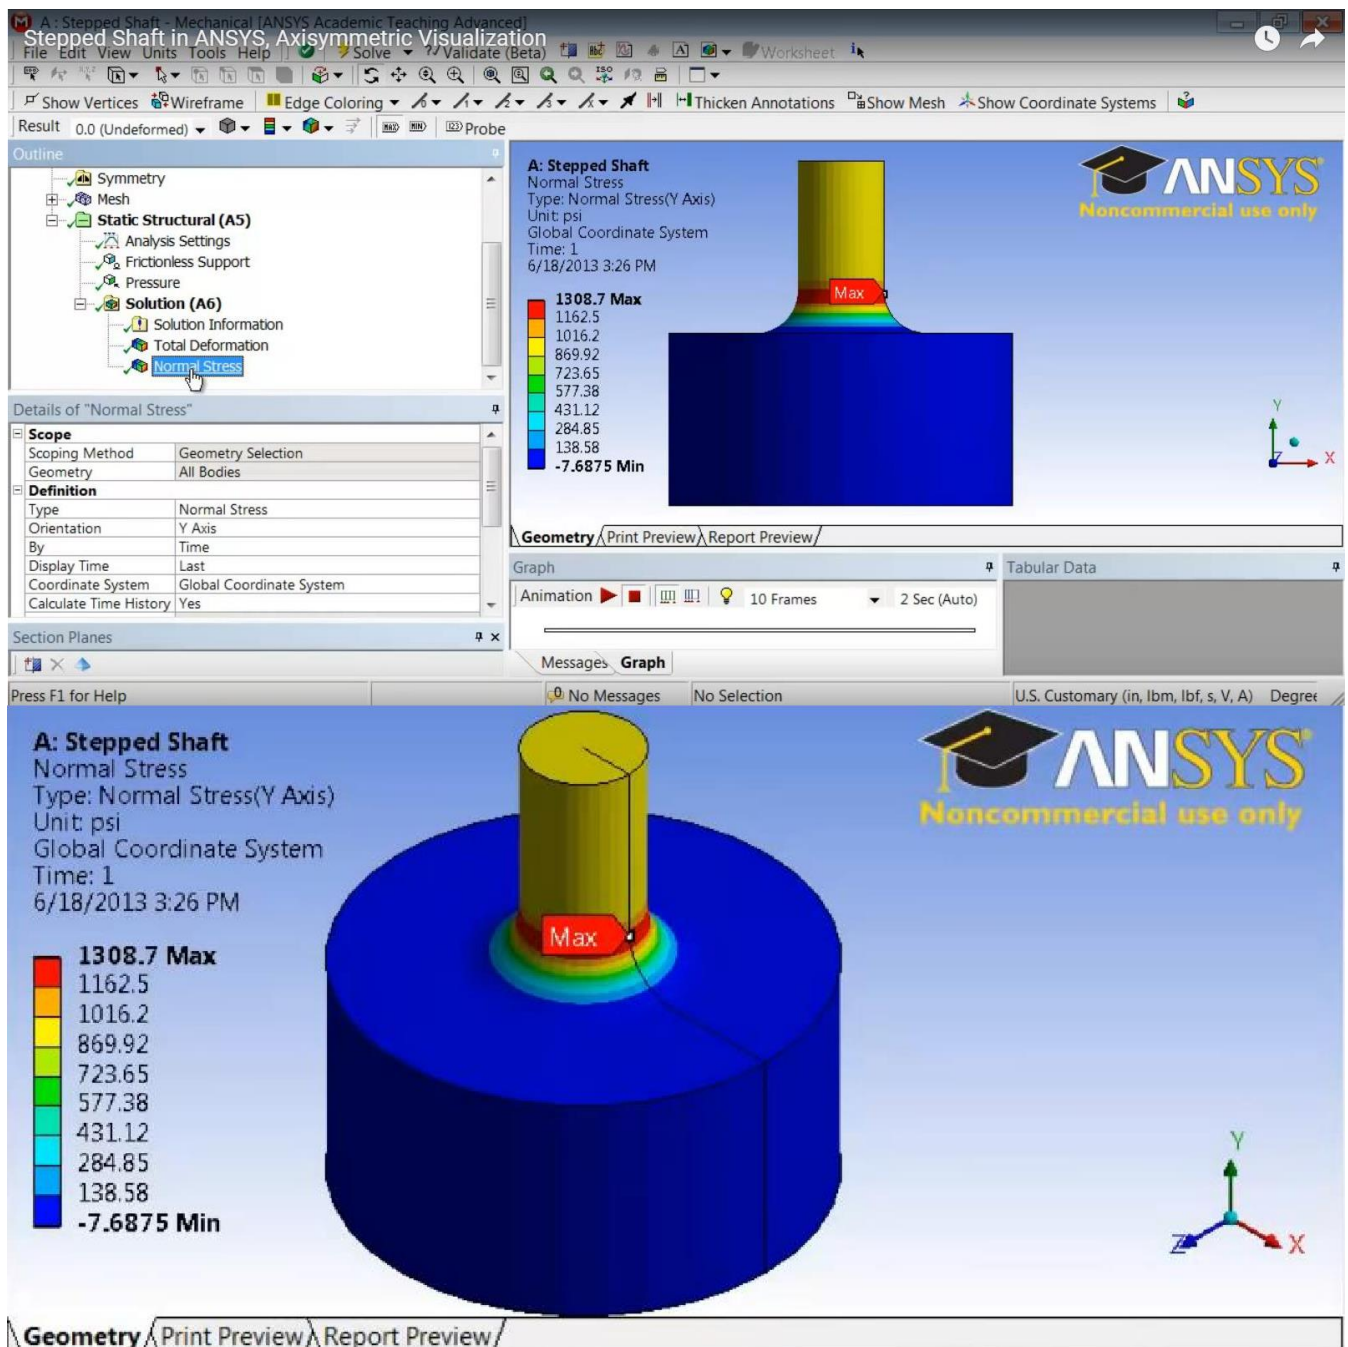 A : Stepped Shaft - Mechanical [ANSYS Academic Teaching Advanced]
Stepped Shaft in ANSYS, Axisymmetric Visualization
File Edit View Units Tools Help Solve ?/ Validate (Beta) A Worksheet
ISO
Show Vertices Wireframe Edge Coloring Thicken Annotations Show Mesh Show Coordinate Systems
Result 0.0 (Undeformed) MAX MIN Probe
Outline
Symmetry
Mesh
Static Structural (A5)
Analysis Settings
Frictionless Support
Pressure
Solution (A6)
Solution Information
Total Deformation
Normal Stress
Details of "Normal Stress"
Scope
Scoping Method Geometry Selection
Geometry All Bodies
Definition
Type Normal Stress
Orientation Y Axis
By Time
Display Time Last
Coordinate System Global Coordinate System
Calculate Time History Yes
Section Planes
A: Stepped Shaft
Normal Stress
Type: Normal Stress(Y Axis)
Unit: psi
Global Coordinate System
Time: 1
6/18/2013 3:26 PM
1308.7 Max
1162.5
1016.2
869.92
723.65
577.38
431.12
284.85
138.58
-7.6875 Min
Max
ANSYS
Noncommercial use only
Y
Z
X
Geometry Print Preview Report Preview
Graph
Animation 10 Frames 2 Sec (Auto)
Messages Graph
Tabular Data
Press F1 for Help 0 No Messages No Selection U.S. Customary (in, lbm, lbf, s, V, A) Degree
A: Stepped Shaft
Normal Stress
Type: Normal Stress(Y Axis)
Unit: psi
Global Coordinate System
Time: 1
6/18/2013 3:26 PM
1308.7 Max
1162.5
1016.2
869.92
723.65
577.38
431.12
284.85
138.58
-7.6875 Min
Max
ANSYS
Noncommercial use only
Y
Z
X
Geometry Print Preview Report Preview